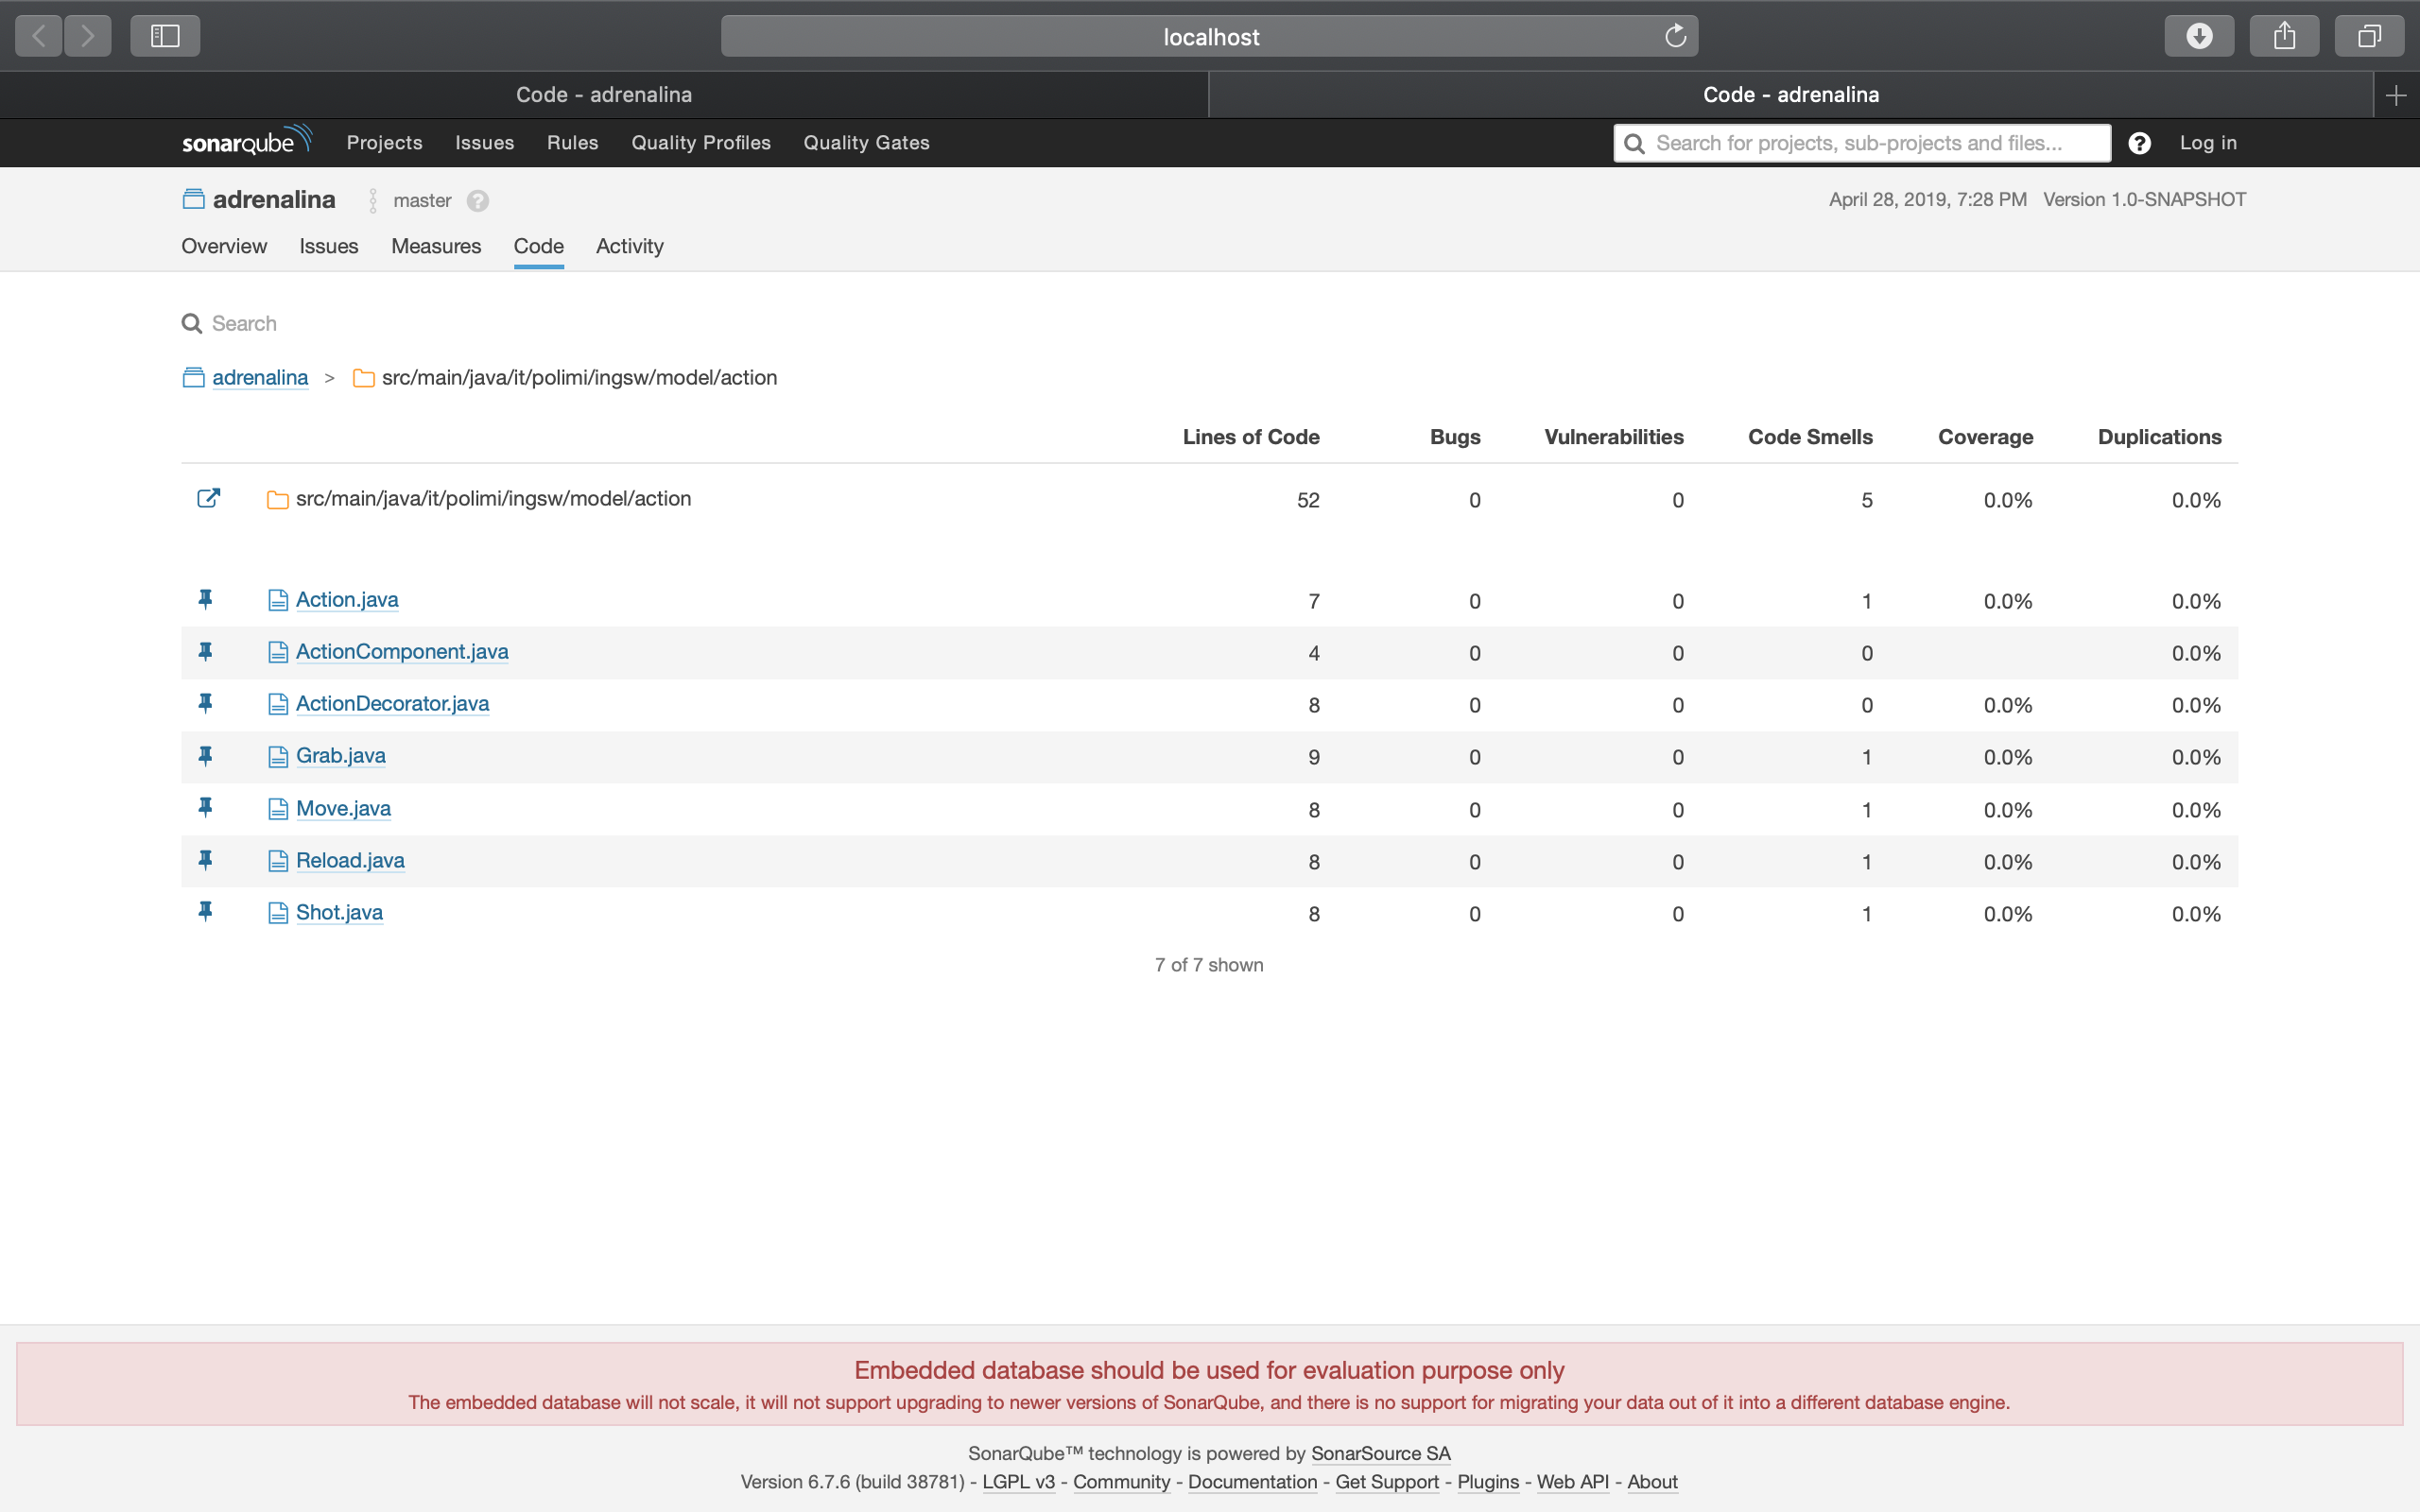 localhost
Code - adrenalina
Code - adrenalina
sonarqube Projects Issues Rules Quality Profiles Quality Gates Search for projects, sub-projects and files... ? Log in
adrenalina master ? April 28, 2019, 7:28 PM Version 1.0-SNAPSHOT
Overview Issues Measures Code Activity
Search
adrenalina > src/main/java/it/polimi/ingsw/model/action
Lines of Code Bugs Vulnerabilities Code Smells Coverage Duplications
src/main/java/it/polimi/ingsw/model/action 52 0 0 5 0.0% 0.0%
Action.java 7 0 0 1 0.0% 0.0%
ActionComponent.java 4 0 0 0 0.0%
ActionDecorator.java 8 0 0 0 0.0% 0.0%
Grab.java 9 0 0 1 0.0% 0.0%
Move.java 8 0 0 1 0.0% 0.0%
Reload.java 8 0 0 1 0.0% 0.0%
Shot.java 8 0 0 1 0.0% 0.0%
7 of 7 shown
Embedded database should be used for evaluation purpose only
The embedded database will not scale, it will not support upgrading to newer versions of SonarQube, and there is no support for migrating your data out of it into a different database engine.
SonarQube™ technology is powered by SonarSource SA
Version 6.7.6 (build 38781) - LGPL v3 - Community - Documentation - Get Support - Plugins - Web API - About